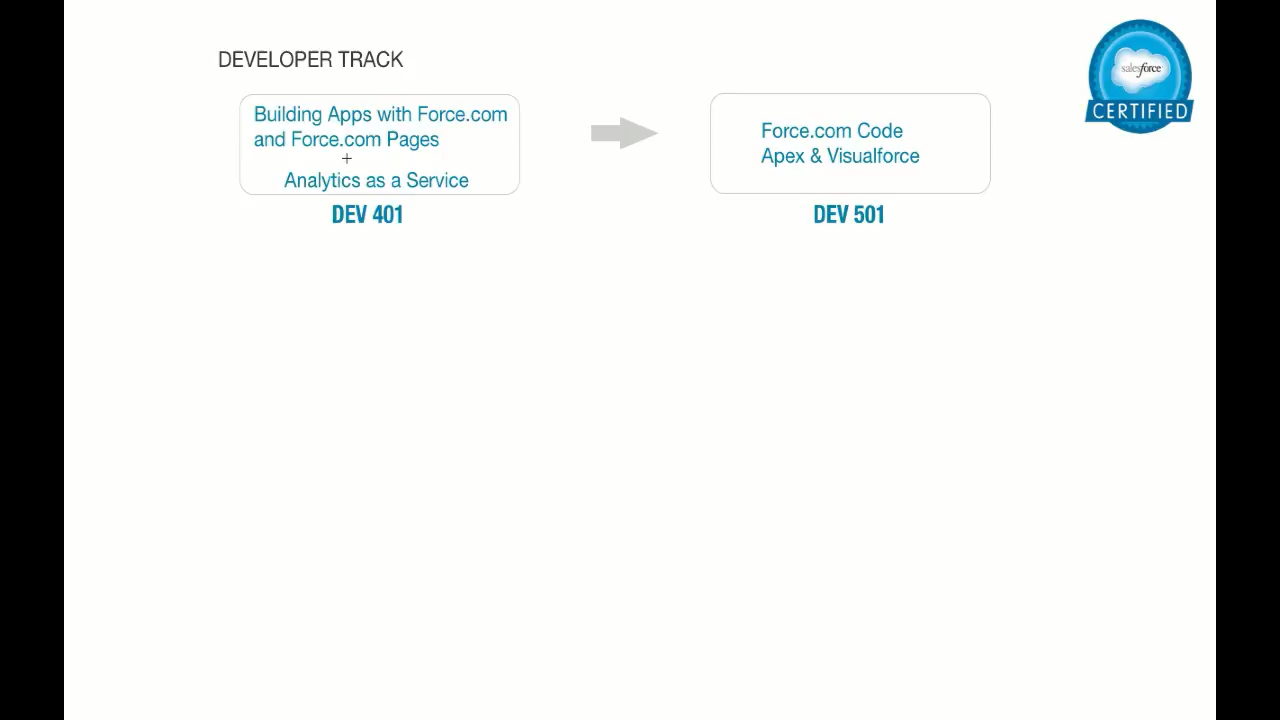 DEVELOPER TRACK
Building Apps with Force.com
and Force.com Pages
+
Analytics as a Service
DEV 401
Force.com Code
Apex & Visualforce
DEV 501
salesforce
CERTIFIED